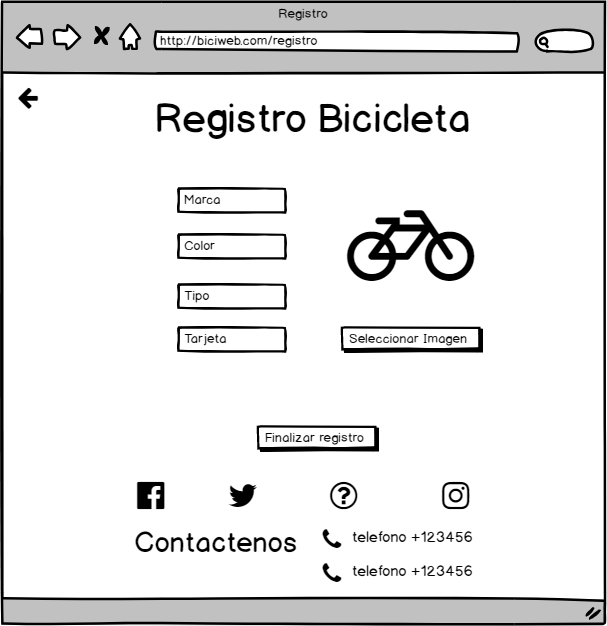 Registro
http://biciweb.com/registro
Registro Bicicleta
Marca
Color
Tipo
Tarjeta
Seleccionar Imagen
Finalizar registro
Contactenos
telefono +123456
telefono +123456